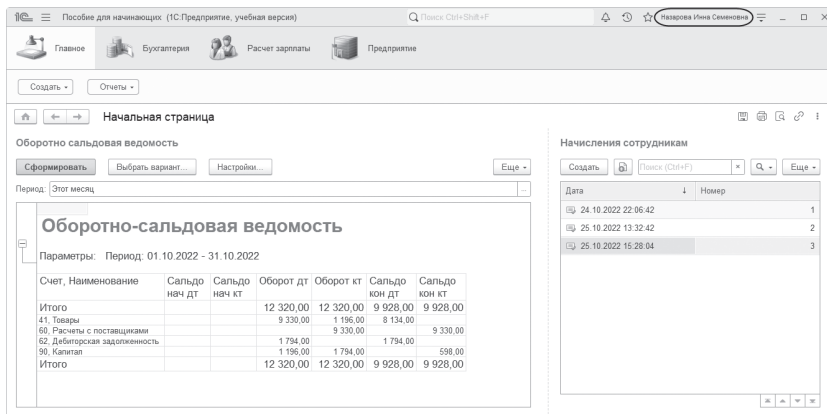 1С Пособие для начинающих (1С:Предприятие, учебная версия) Поиск Ctrl+Shift+F Назарова Инна Семеновна
Главное Бухгалтерия Расчет зарплаты Предприятие
Создать Отчеты
Начальная страница
Оборотно сальдовая ведомость
Сформировать Выбрать вариант... Настройки... Еще
Период: Этот месяц ...
Оборотно-сальдовая ведомость
Параметры: Период: 01.10.2022 - 31.10.2022
Счет, Наименование Сальдо нач дт Сальдо нач кт Оборот дт Оборот кт Сальдо кон дт Сальдо кон кт
Итого 12 320,00 12 320,00 9 928,00 9 928,00
41, Товары 9 330,00 1 196,00 8 134,00
60, Расчеты с поставщиками 9 330,00 9 330,00
62, Дебиторская задолженность 1 794,00 1 794,00
90, Капитал 1 196,00 1 794,00 598,00
Итого 12 320,00 12 320,00 9 928,00 9 928,00
Начисления сотрудникам
Создать Поиск (Ctrl+F) × Еще
Дата ↓ Номер
24.10.2022 22:06:42 1
25.10.2022 13:32:42 2
25.10.2022 15:28:04 3